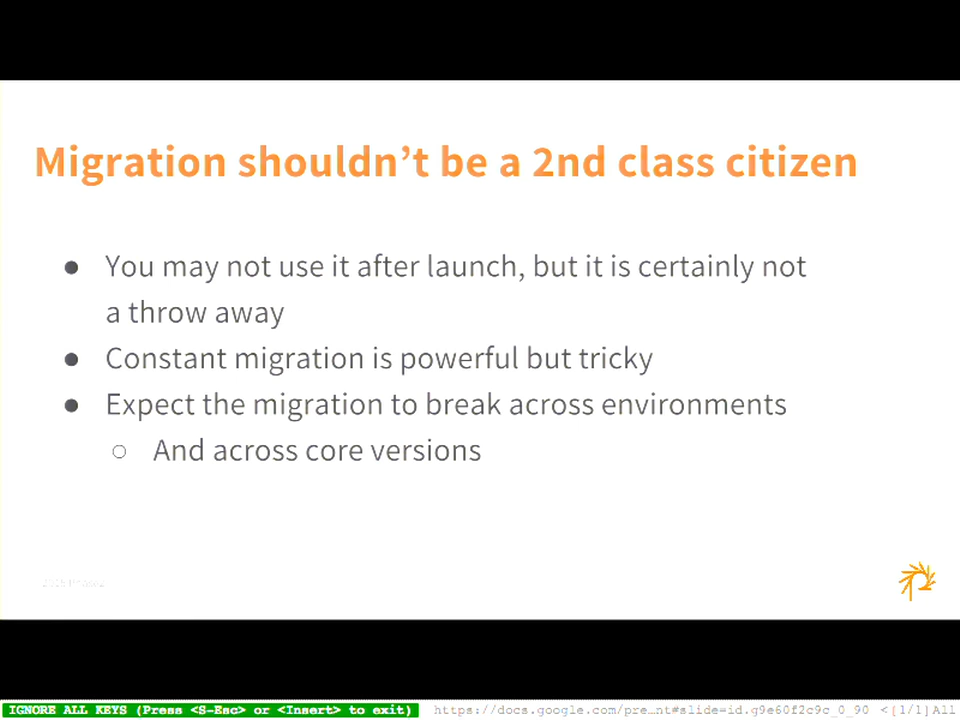 Migration shouldn’t be a 2nd class citizen
● You may not use it after launch, but it is certainly not
a throw away
● Constant migration is powerful but tricky
● Expect the migration to break across environments
○ And across core versions
IGNORE ALL KEYS (Press <S-Esc> or <Insert> to exit) https://docs.google.com/pre…nt#slide=id.g9e60f2c9c_0_90 <{1/1]All